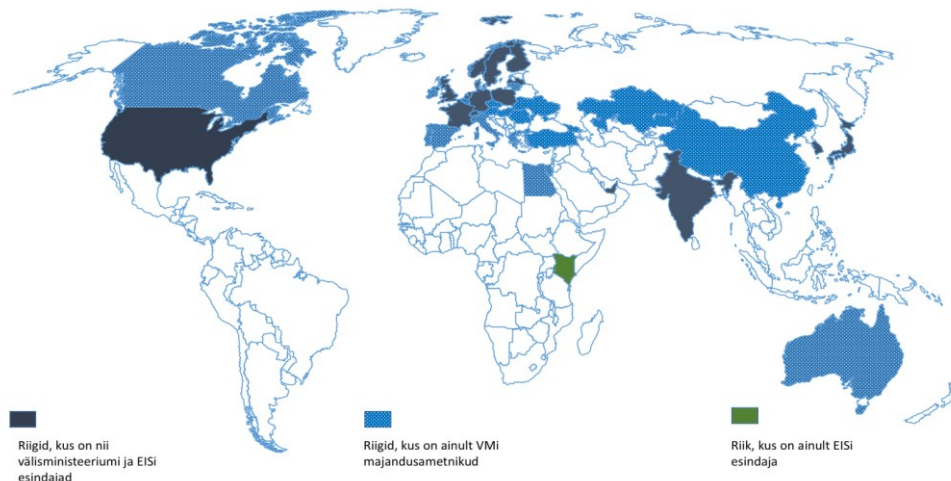 Riigid, kus on nii
välisministeeriumi ja EISi
esindajad
Riigid, kus on ainult VMi
majandusametnikud
Riik, kus on ainult EISi
esindaja